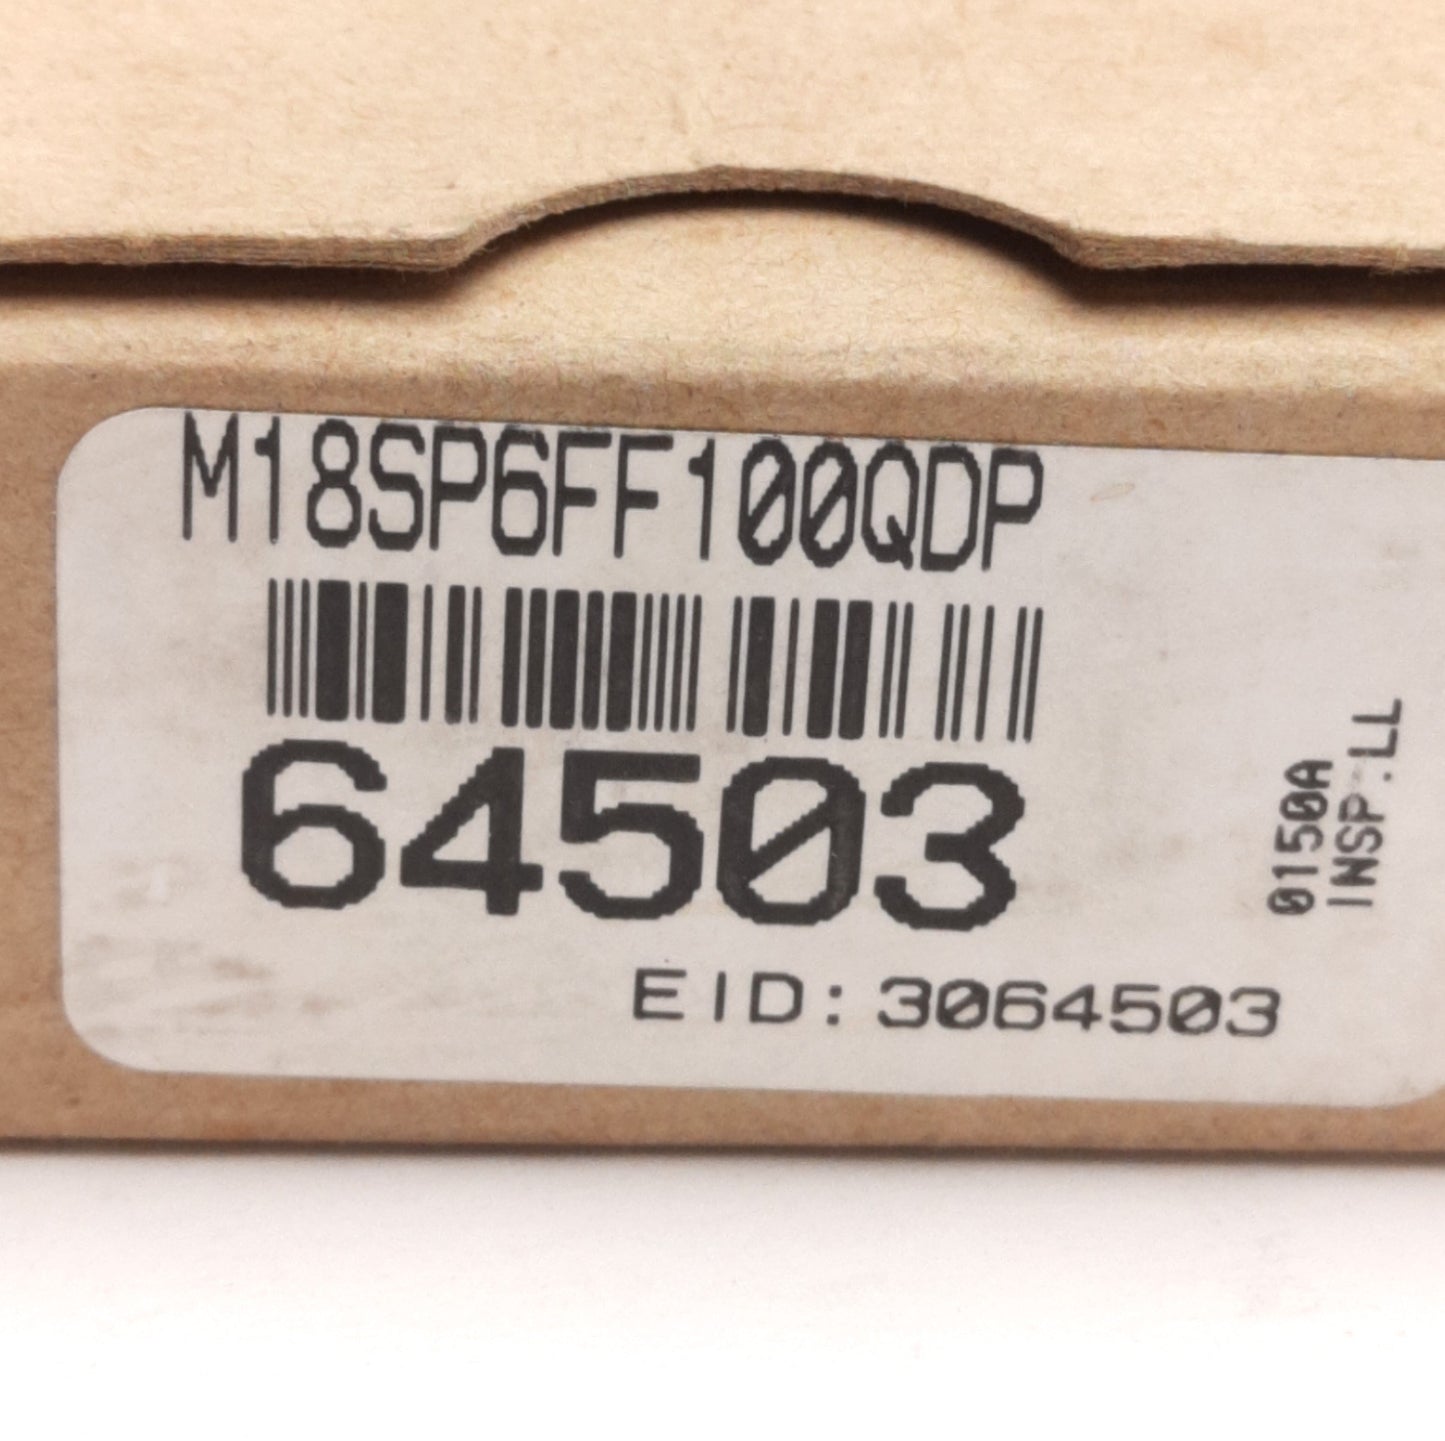 M18SP6FF100QDP
64503
EID: 3064503
0150A
INSP.LL